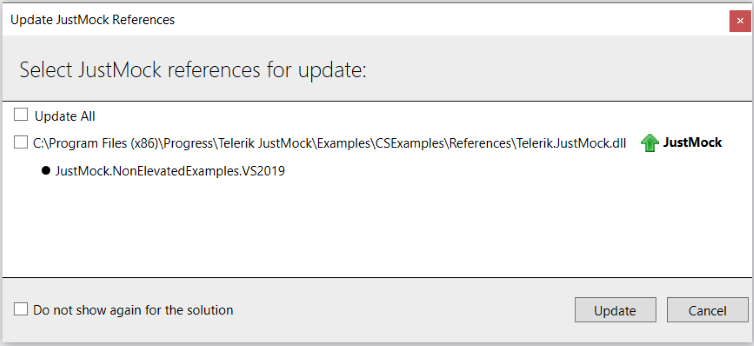 Update JustMock References
Select JustMock references for update:
Update All
C:\Program Files (x86)\Progress\Telerik JustMock\Examples\CSExamples\References\Telerik.JustMock.dll JustMock
JustMock.NonElevatedExamples.VS2019
Do not show again for the solution
Update Cancel